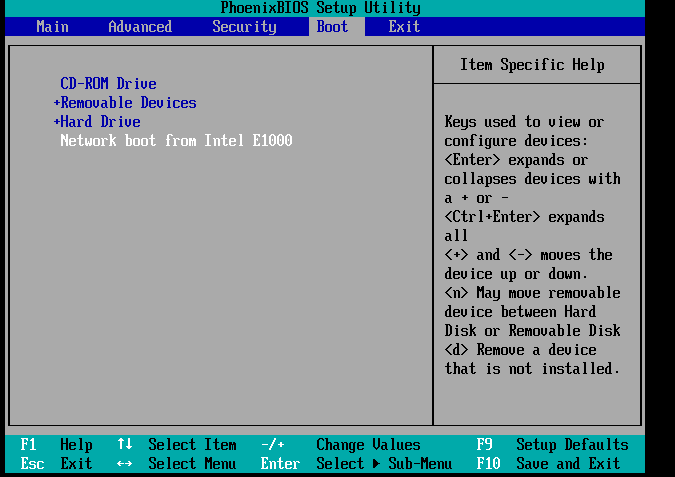 PhoenixBIOS Setup Utility
Main Advanced Security Boot Exit
CD-ROM Drive
+Removable Devices
+Hard Drive
Network boot from Intel E1000
Item Specific Help
Keys used to view or
configure devices:
<Enter> expands or
collapses devices with
a + or -
<Ctrl+Enter> expands
all
<+> and <-> moves the
device up or down.
<n> May move removable
device between Hard
Disk or Removable Disk
<d> Remove a device
that is not installed.
F1 Help ↑↓ Select Item -/+ Change Values F9 Setup Defaults
Esc Exit ↔ Select Menu Enter Select ▶ Sub-Menu F10 Save and Exit